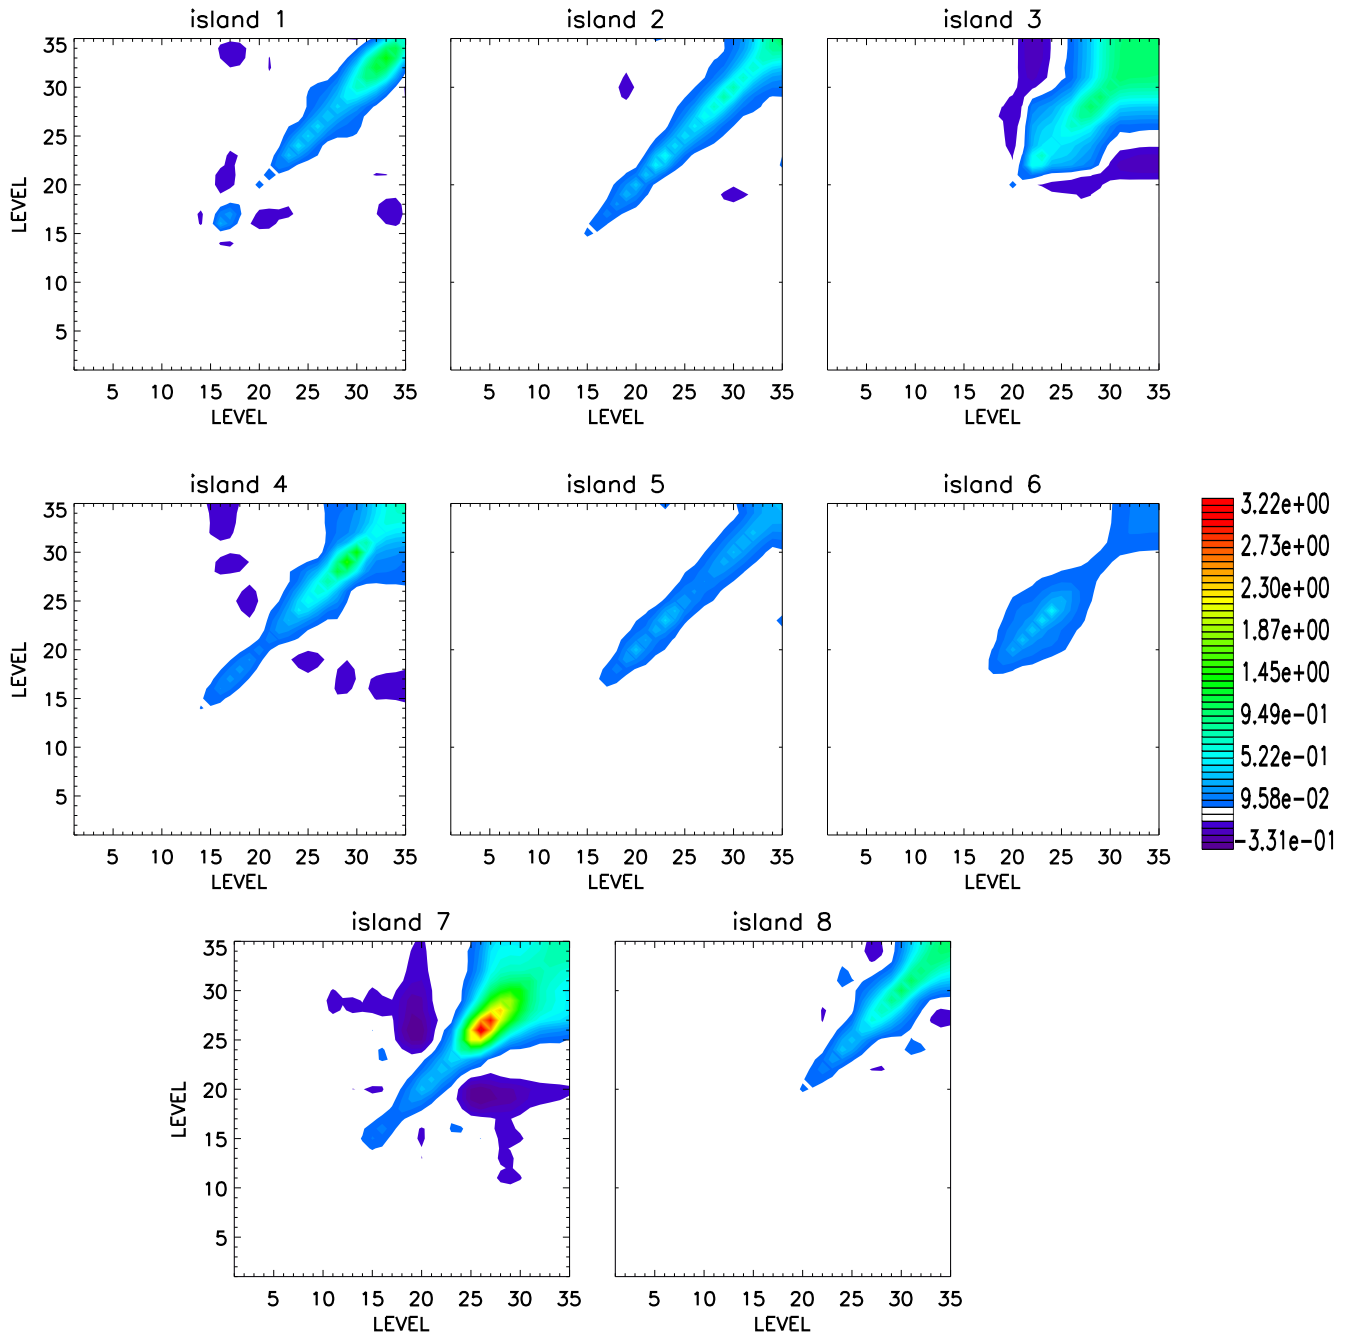 island 1 island 2 island 3
35
30
25
20
15
10
5
LEVEL
5 10 15 20 25 30 35 5 10 15 20 25 30 35 5 10 15 20 25 30 35
LEVEL LEVEL LEVEL
island 4 island 5 island 6
35
30
25
20
15
10
5
LEVEL
5 10 15 20 25 30 35 5 10 15 20 25 30 35 5 10 15 20 25 30 35
LEVEL LEVEL LEVEL
3.22e+00
2.73e+00
2.30e+00
1.87e+00
1.45e+00
9.49e-01
5.22e-01
9.58e-02
-3.31e-01
island 7 island 8
35
30
25
20
15
10
5
LEVEL
5 10 15 20 25 30 35 5 10 15 20 25 30 35
LEVEL LEVEL